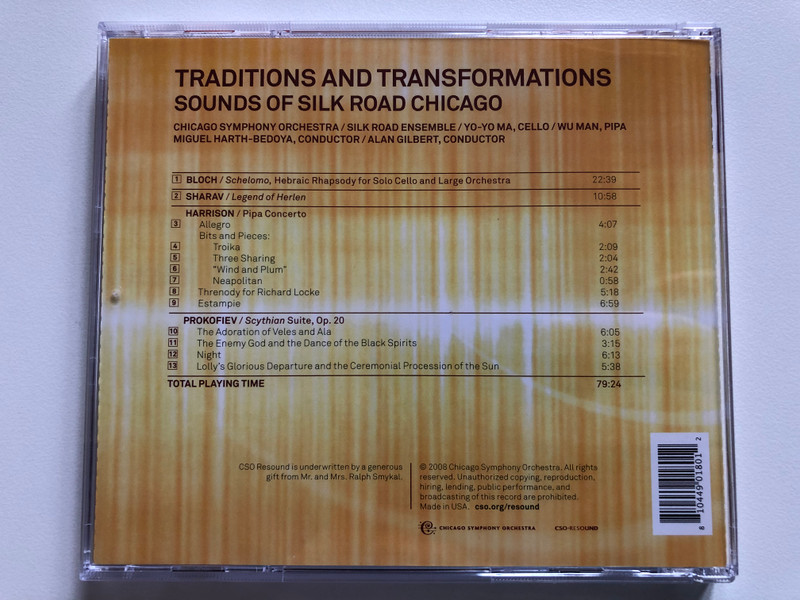 TRADITIONS AND TRANSFORMATIONS
SOUNDS OF SILK ROAD CHICAGO
CHICAGO SYMPHONY ORCHESTRA / SILK ROAD ENSEMBLE / YO-YO MA, CELLO / WU MAN, PIPA
MIGUEL HARTH-BEDOYA, CONDUCTOR / ALAN GILBERT, CONDUCTOR
1 BLOCH / Schelomo, Hebraic Rhapsody for Solo Cello and Large Orchestra 22:39
2 SHARAV / Legend of Herlen 10:58
HARRISON / Pipa Concerto
3 Allegro 4:07
Bits and Pieces:
4 Troika 2:09
5 Three Sharing 2:04
6 "Wind and Plum" 2:42
7 Neapolitan 0:58
8 Threnody for Richard Locke 5:18
9 Estampie 6:59
PROKOFIEV / Scythian Suite, Op. 20
10 The Adoration of Veles and Ala 6:05
11 The Enemy God and the Dance of the Black Spirits 3:15
12 Night 6:13
13 Lolly's Glorious Departure and the Ceremonial Procession of the Sun 5:38
TOTAL PLAYING TIME 79:24
CSO Resound is underwritten by a generous
gift from Mr. and Mrs. Ralph Smykal.
© 2008 Chicago Symphony Orchestra. All rights
reserved. Unauthorized copying, reproduction,
hiring, lending, public performance, and
broadcasting of this record are prohibited.
Made in USA. cso.org/resound
CHICAGO SYMPHONY ORCHESTRA
CSO-RESOUND
8 10449 01801 2